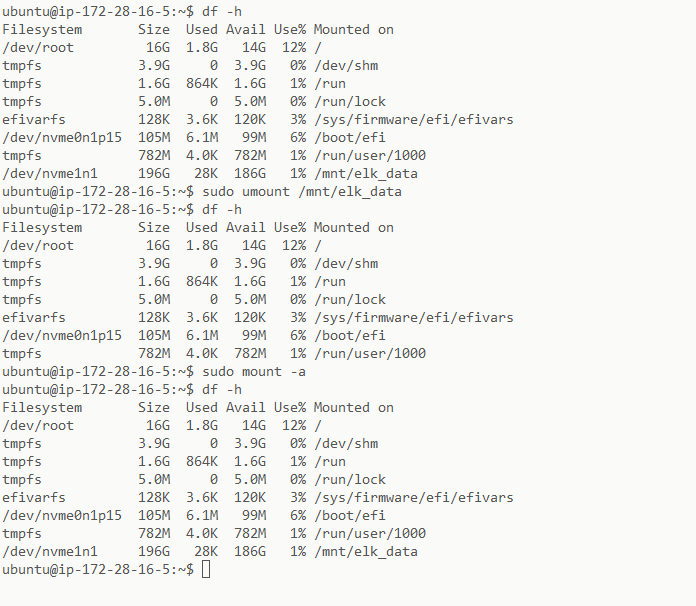 ubuntu@ip-172-28-16-5:~$ df -h
Filesystem       Size  Used Avail Use% Mounted on
/dev/root         16G  1.8G   14G  12% /
tmpfs            3.9G     0  3.9G   0% /dev/shm
tmpfs            1.6G  864K  1.6G   1% /run
tmpfs            5.0M     0  5.0M   0% /run/lock
efivarfs         128K  3.6K  120K   3% /sys/firmware/efi/efivars
/dev/nvme0n1p15  105M  6.1M   99M   6% /boot/efi
tmpfs            782M  4.0K  782M   1% /run/user/1000
/dev/nvme1n1     196G   28K  186G   1% /mnt/elk_data
ubuntu@ip-172-28-16-5:~$ sudo umount /mnt/elk_data
ubuntu@ip-172-28-16-5:~$ df -h
Filesystem       Size  Used Avail Use% Mounted on
/dev/root         16G  1.8G   14G  12% /
tmpfs            3.9G     0  3.9G   0% /dev/shm
tmpfs            1.6G  864K  1.6G   1% /run
tmpfs            5.0M     0  5.0M   0% /run/lock
efivarfs         128K  3.6K  120K   3% /sys/firmware/efi/efivars
/dev/nvme0n1p15  105M  6.1M   99M   6% /boot/efi
tmpfs            782M  4.0K  782M   1% /run/user/1000
ubuntu@ip-172-28-16-5:~$ sudo mount -a
ubuntu@ip-172-28-16-5:~$ df -h
Filesystem       Size  Used Avail Use% Mounted on
/dev/root         16G  1.8G   14G  12% /
tmpfs            3.9G     0  3.9G   0% /dev/shm
tmpfs            1.6G  864K  1.6G   1% /run
tmpfs            5.0M     0  5.0M   0% /run/lock
efivarfs         128K  3.6K  120K   3% /sys/firmware/efi/efivars
/dev/nvme0n1p15  105M  6.1M   99M   6% /boot/efi
tmpfs            782M  4.0K  782M   1% /run/user/1000
/dev/nvme1n1     196G   28K  186G   1% /mnt/elk_data
ubuntu@ip-172-28-16-5:~$